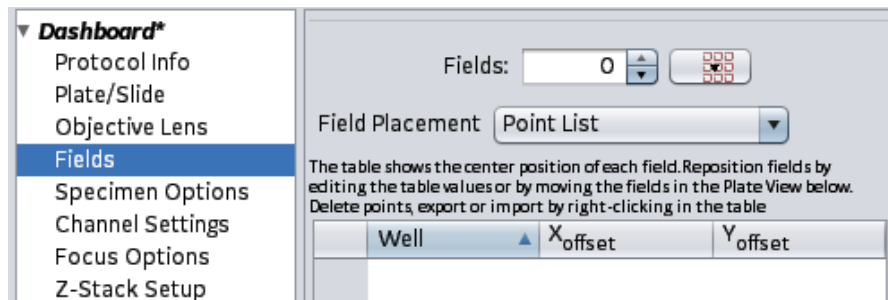 Dashboard*
Protocol Info
Plate/Slide
Objective Lens
Fields
Specimen Options
Channel Settings
Focus Options
Z-Stack Setup
Fields: 0
Field Placement Point List
The table shows the center position of each field.Reposition fields by
editing the table values or by moving the fields in the Plate View below.
Delete points, export or import by right-clicking in the table
Well Xoffset Yoffset